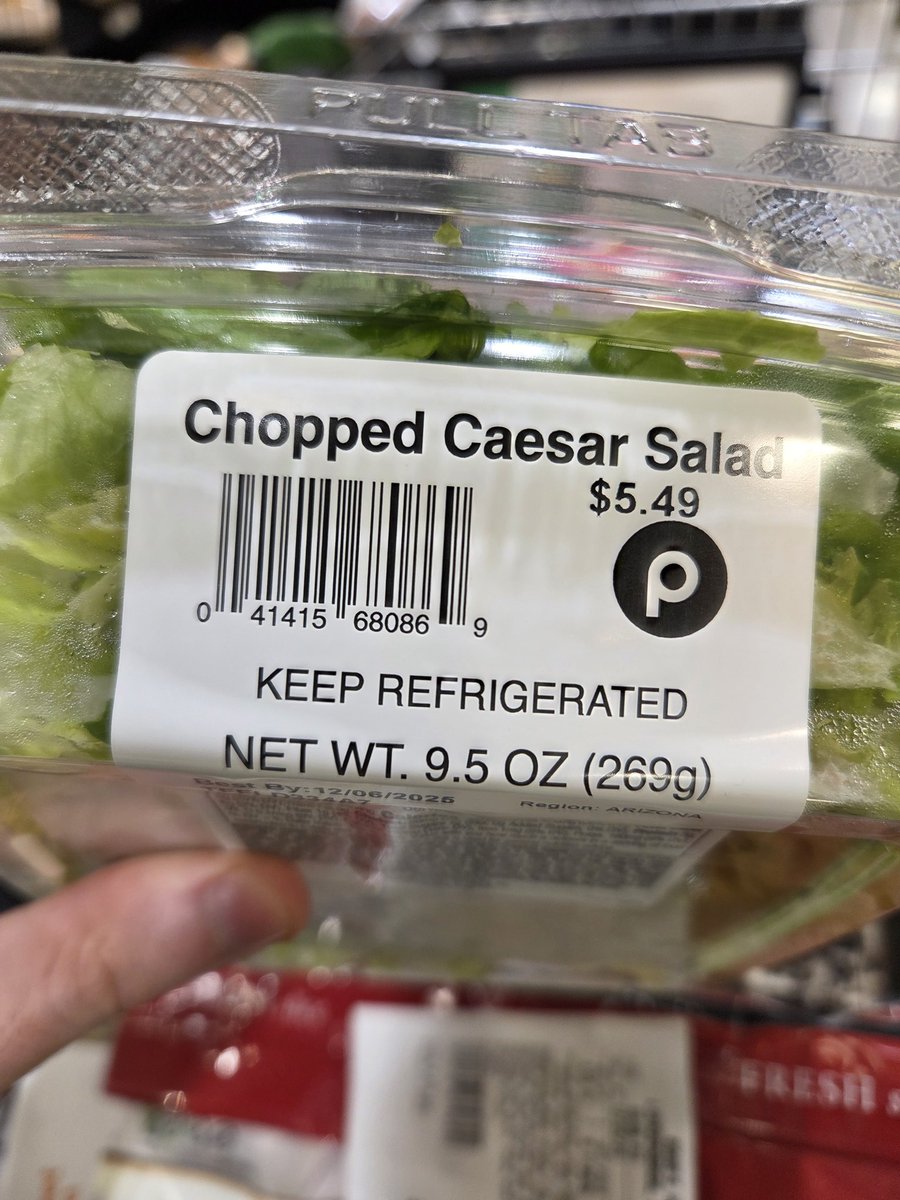 PULL TAB
Chopped Caesar Salad
$5.49
p
0 41415 68086 9
KEEP REFRIGERATED
NET WT. 9.5 OZ (269g)
Best By:12/06/2025
Region: ARIZONA
FRESH